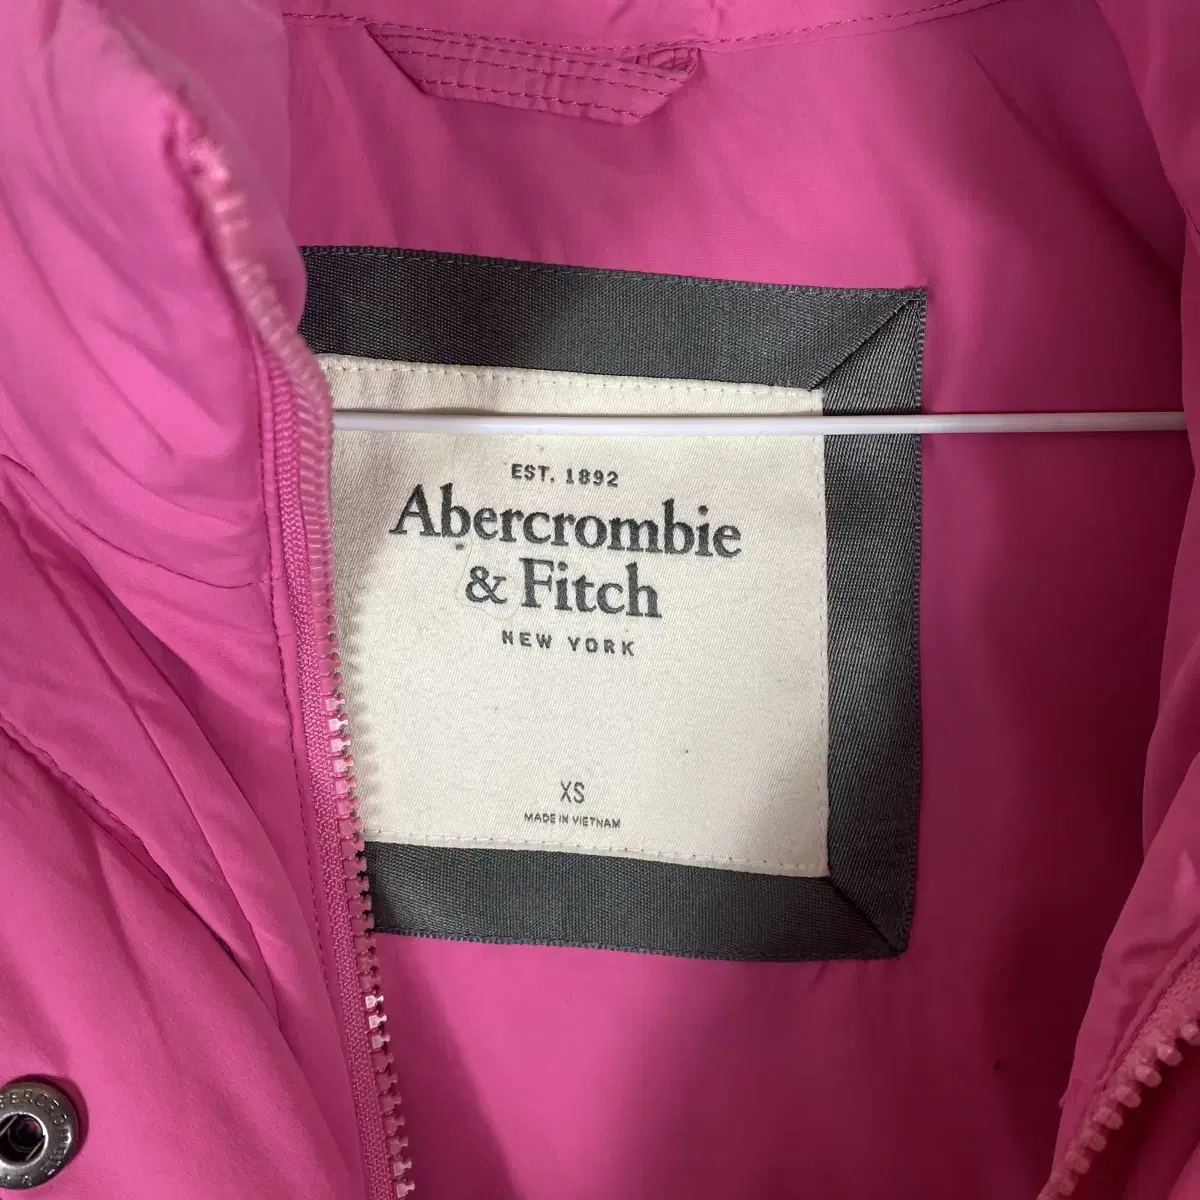 EST. 1892
Abercrombie
& Fitch
NEW YORK
XS
MADE IN VIETNAM